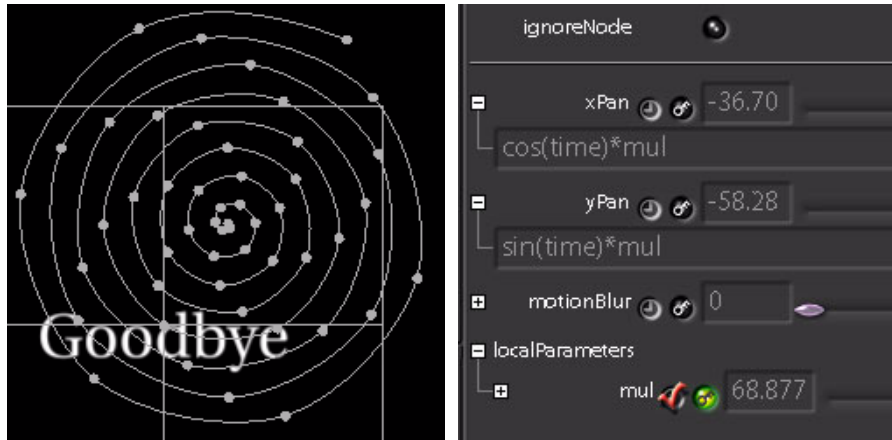 Goodbye
ignoreNode
xPan -36.70
cos(time)*mul
yPan -58.28
sin(time)*mul
motionBlur 0
localParameters
mul 68.877